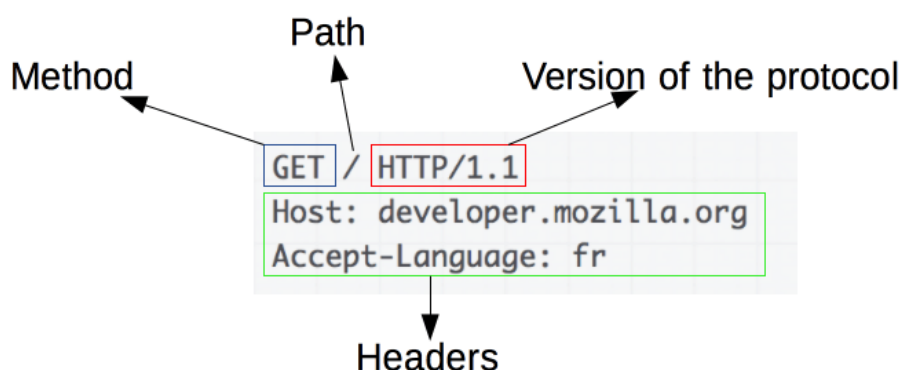 Path
Method
Version of the protocol
GET / HTTP/1.1
Host: developer.mozilla.org
Accept-Language: fr
Headers